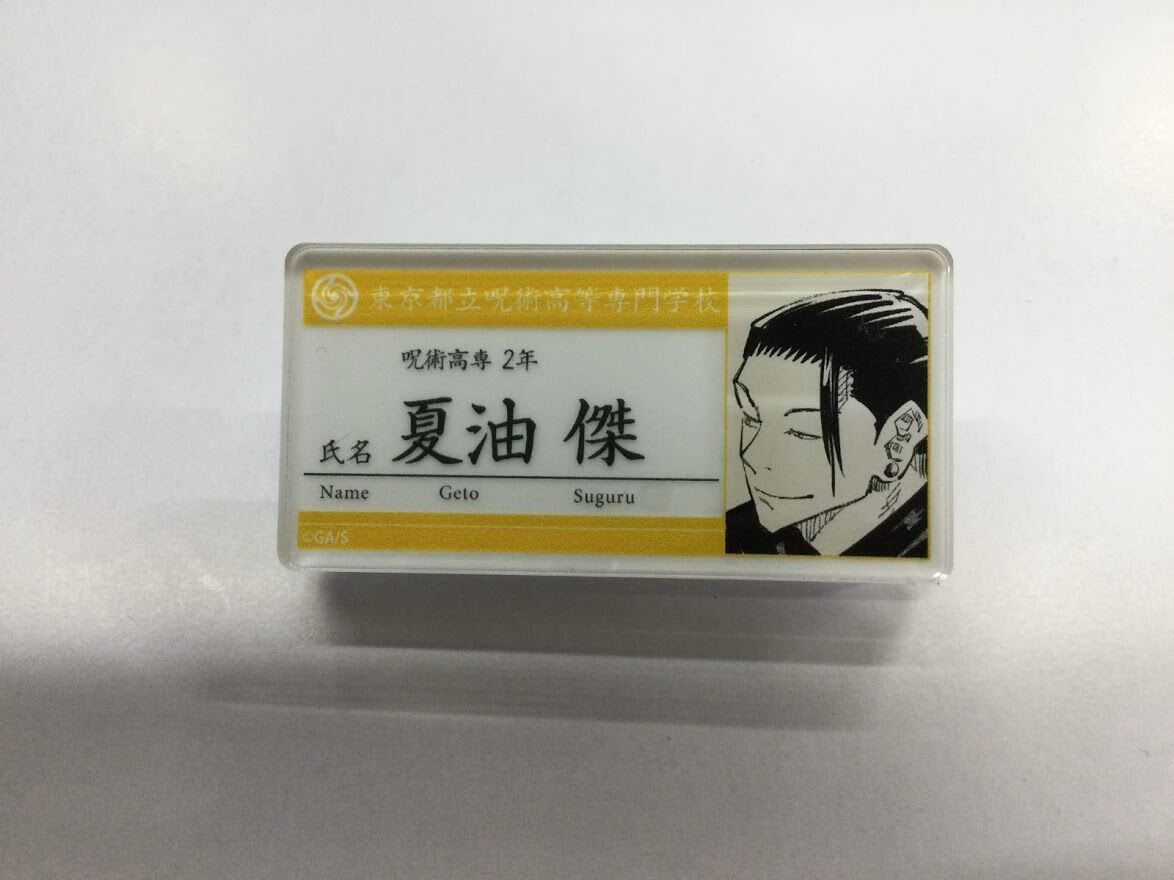 東京都立呪術高等専門学校
呪術高専 2年
氏名 夏油 傑
Name Geto Suguru
©GA/S